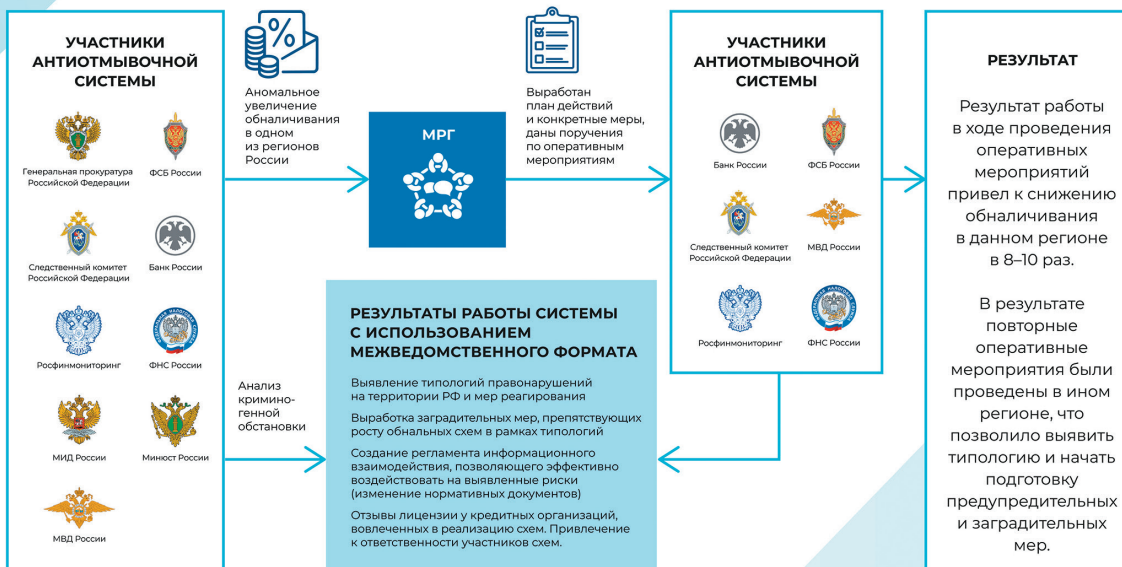 УЧАСТНИКИ
АНТИОТМЫВОЧНОЙ
СИСТЕМЫ
Генеральная прокуратура
Российской Федерации
ФСБ России
Следственный комитет
Российской Федерации
Банк России
Росфинмониторинг
ФНС России
МИД России
Минюст России
МВД России
%
Аномальное
увеличение
обналичивания
в одном
из регионов
России
Анализ
кримино-
генной
обстановки
МРГ
Выработан
план действий
и конкретные меры,
даны поручения
по оперативным
мероприятиям
РЕЗУЛЬТАТЫ РАБОТЫ СИСТЕМЫ
С ИСПОЛЬЗОВАНИЕМ
МЕЖВЕДОМСТВЕННОГО ФОРМАТА
Выявление типологий правонарушений
на территории РФ и мер реагирования
Выработка заградительных мер, препятствующих
росту обнальных схем в рамках типологий
Создание регламента информационного
взаимодействия, позволяющего эффективно
воздействовать на выявленные риски
(изменение нормативных документов)
Отзывы лицензии у кредитных организаций,
вовлеченных в реализацию схем. Привлечение
к ответственности участников схем.
УЧАСТНИКИ
АНТИОТМЫВОЧНОЙ
СИСТЕМЫ
Банк России
ФСБ России
Следственный комитет
Российской Федерации
МВД России
Росфинмониторинг
ФНС России
РЕЗУЛЬТАТ
Результат работы
в ходе проведения
оперативных
мероприятий
привел к снижению
обналичивания
в данном регионе
в 8–10 раз.
В результате
повторные
оперативные
мероприятия были
проведены в ином
регионе, что
позволило выявить
типологию и начать
подготовку
предупредительных
и заградительных
мер.